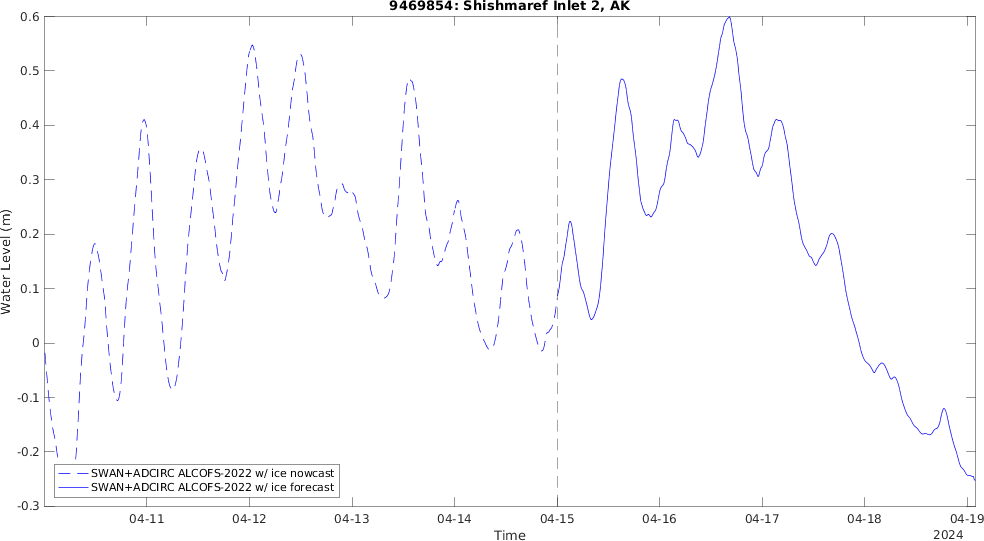 9469854: Shishmaref Inlet 2, AK
0.6
0.5
0.4
0.3
0.2
0.1
0
-0.1
-0.2
-0.3
Water Level (m)
SWAN+ADCIRC ALCOFS-2022 w/ ice nowcast
SWAN+ADCIRC ALCOFS-2022 w/ ice forecast
04-11 04-12 04-13 04-14 04-15 04-16 04-17 04-18 04-19
Time
2024